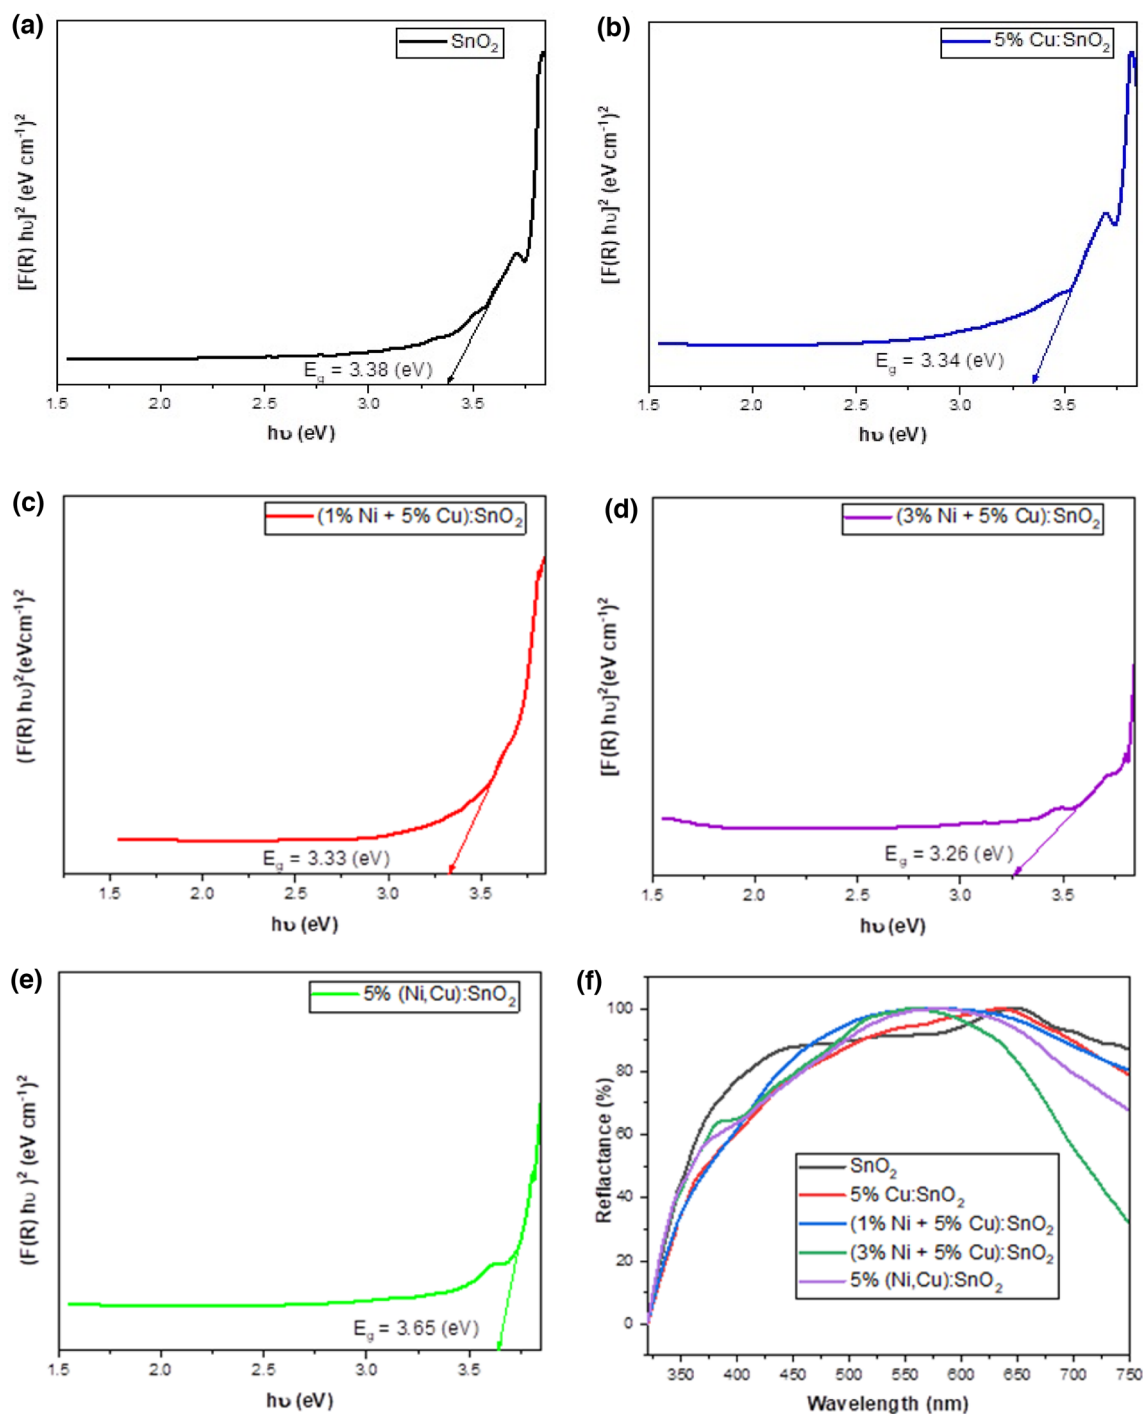 (a)
SnO₂
[F(R) hυ]² (eV cm⁻¹)²
E_g = 3.38 (eV)
1.5 2.0 2.5 3.0 3.5
hυ (eV)
(b)
5% Cu:SnO₂
[F(R) hυ]² (eV cm⁻¹)²
E_g = 3.34 (eV)
1.5 2.0 2.5 3.0 3.5
hυ (eV)
(c)
(1% Ni + 5% Cu):SnO₂
(F(R) hυ)²(eVcm⁻¹)²
E_g = 3.33 (eV)
1.5 2.0 2.5 3.0 3.5
hυ (eV)
(d)
(3% Ni + 5% Cu):SnO₂
[F(R) hυ]²(eV cm⁻¹)²
E_g = 3.26 (eV)
1.5 2.0 2.5 3.0 3.5
hυ (eV)
(e)
5% (Ni,Cu):SnO₂
(F(R) hυ )² (eV cm⁻¹)²
E_g = 3.65 (eV)
1.5 2.0 2.5 3.0 3.5
hυ (eV)
(f)
Reflactance (%)
100
80
60
40
20
0
SnO₂
5% Cu:SnO₂
(1% Ni + 5% Cu):SnO₂
(3% Ni + 5% Cu):SnO₂
5% (Ni,Cu):SnO₂
350 400 450 500 550 600 650 700 750
Wavelength (nm)